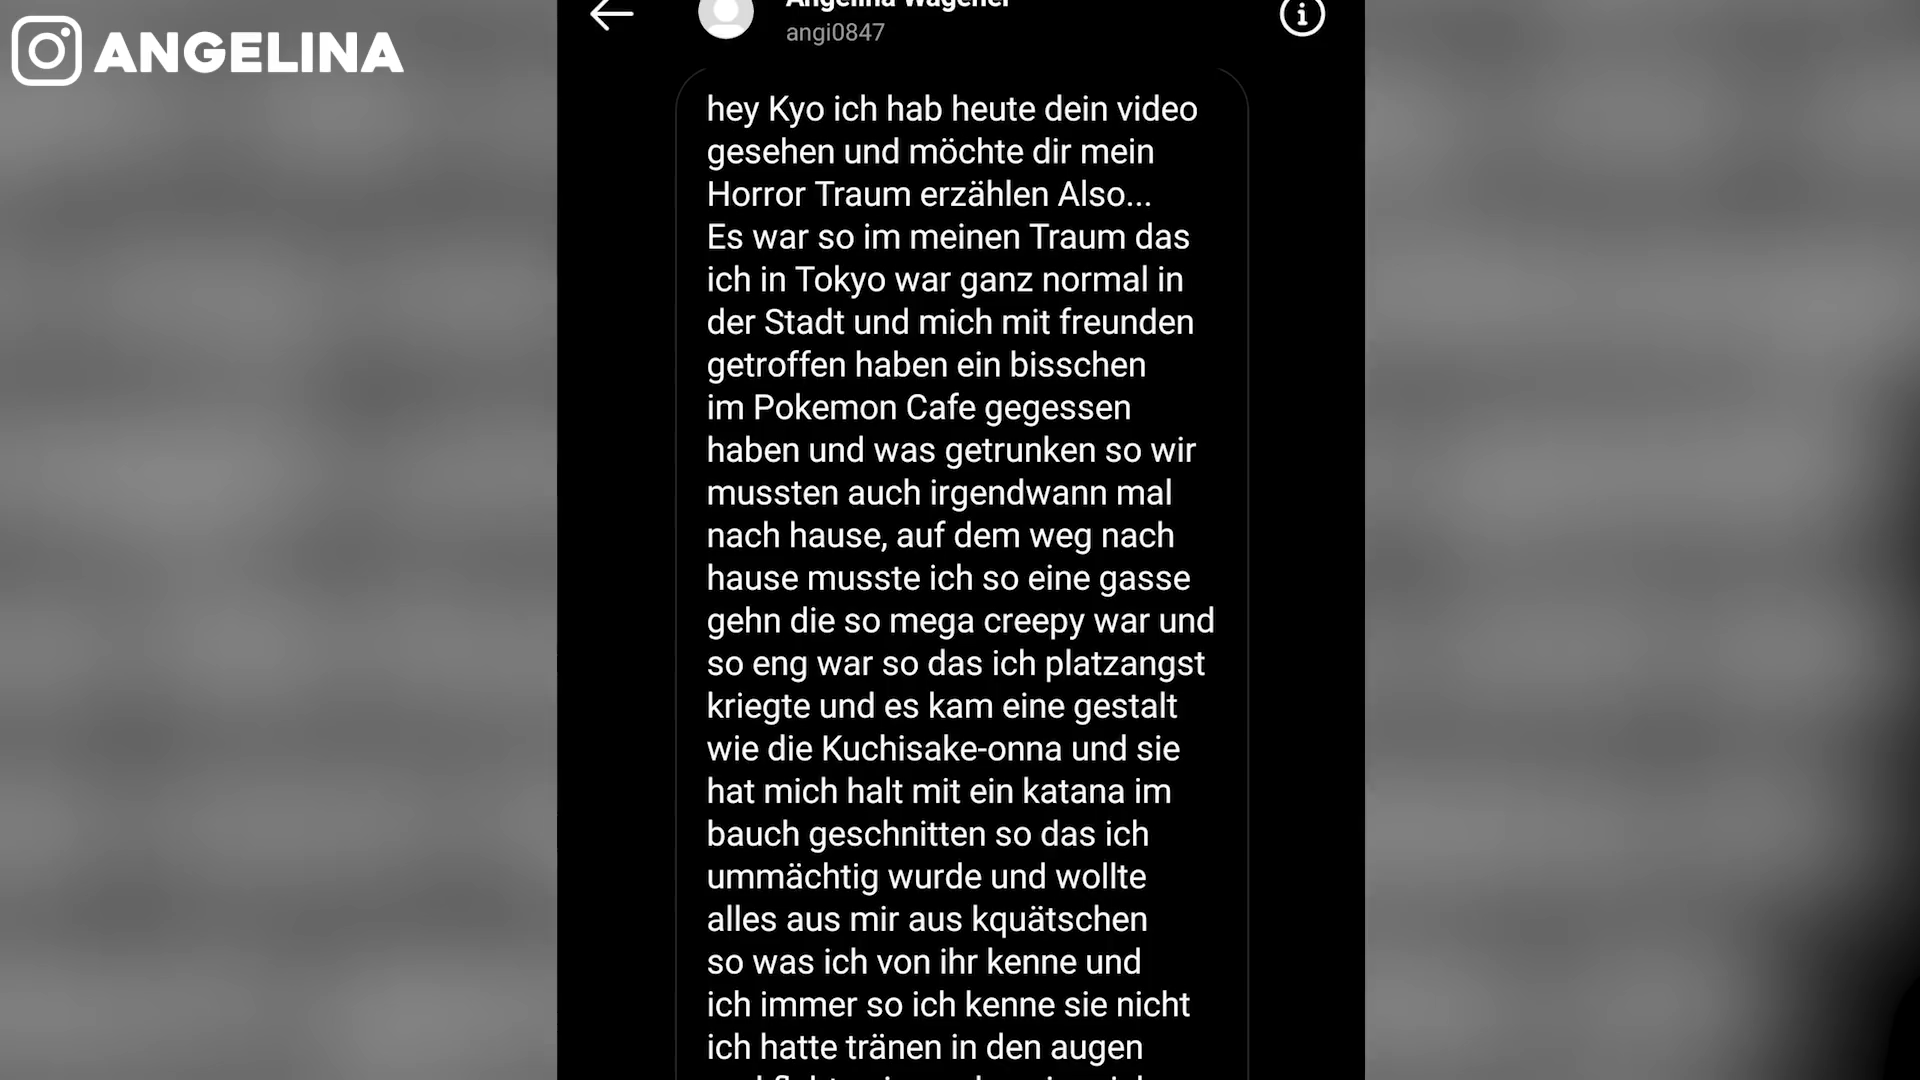 ANGELINA
Angelina Wagener
angi0847
hey Kyo ich hab heute dein video
gesehen und möchte dir mein
Horror Traum erzählen Also...
Es war so im meinen Traum das
ich in Tokyo war ganz normal in
der Stadt und mich mit freunden
getroffen haben ein bisschen
im Pokemon Cafe gegessen
haben und was getrunken so wir
mussten auch irgendwann mal
nach hause, auf dem weg nach
hause musste ich so eine gasse
gehn die so mega creepy war und
so eng war so das ich platzangst
kriegte und es kam eine gestalt
wie die Kuchisake-onna und sie
hat mich halt mit ein katana im
bauch geschnitten so das ich
ummächtig wurde und wollte
alles aus mir aus kquätschen
so was ich von ihr kenne und
ich immer so ich kenne sie nicht
ich hatte tränen in den augen